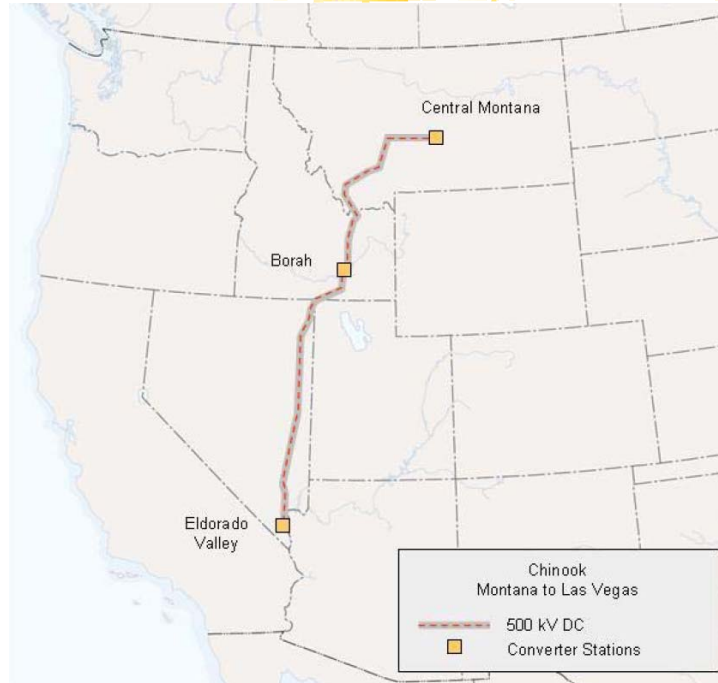 Central Montana
Borah
Eldorado
Valley
Chinook
Montana to Las Vegas
500 kV DC
Converter Stations